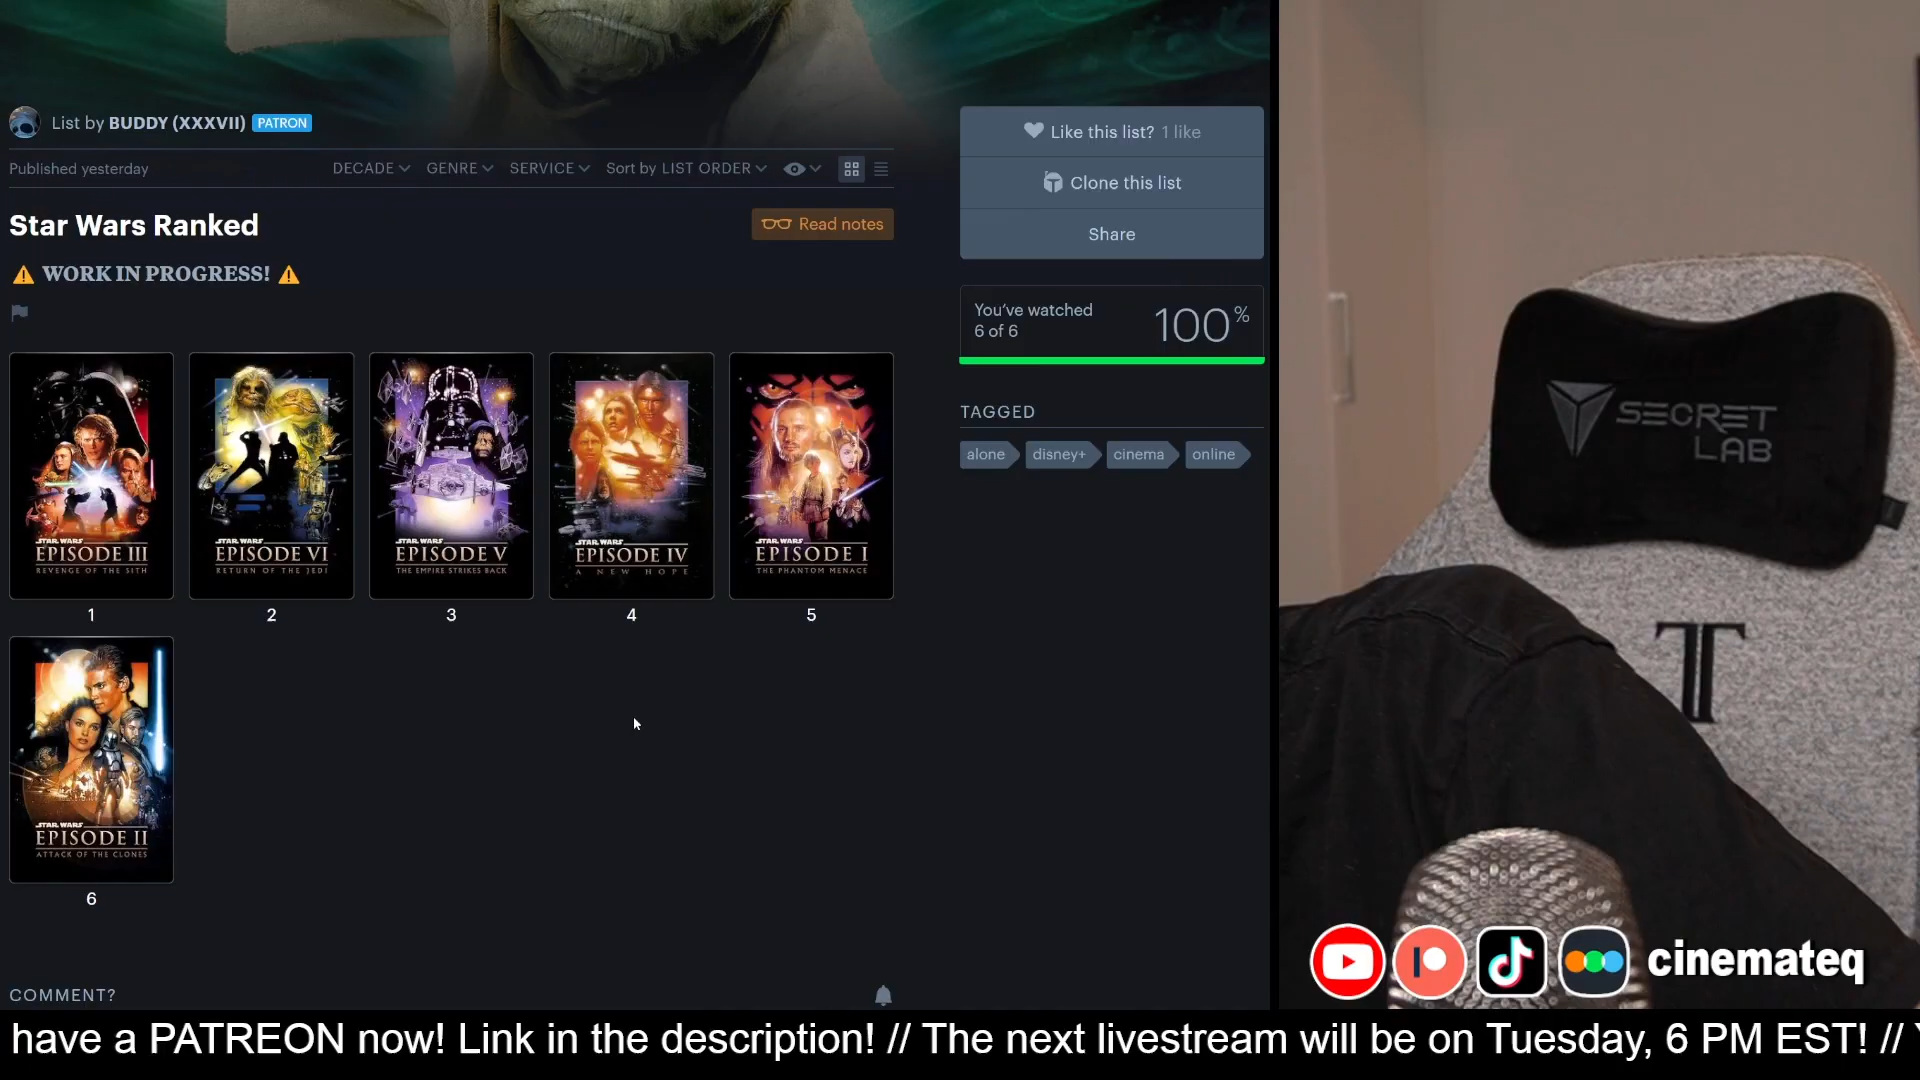 List by BUDDY (XXXVII) PATRON
Published yesterday
DECADE GENRE SERVICE Sort by LIST ORDER
Star Wars Ranked
Read notes
⚠ WORK IN PROGRESS! ⚠
STAR WARS
EPISODE III
REVENGE OF THE SITH
1
STAR WARS
EPISODE VI
RETURN OF THE JEDI
2
STAR WARS
EPISODE V
THE EMPIRE STRIKES BACK
3
STAR WARS
EPISODE IV
A NEW HOPE
4
STAR WARS
EPISODE I
THE PHANTOM MENACE
5
STAR WARS
EPISODE II
ATTACK OF THE CLONES
6
COMMENT?
Like this list? 1 like
Clone this list
Share
You've watched
6 of 6
100%
TAGGED
alone disney+ cinema online
SECRET
LAB
T
cinemateq
have a PATREON now! Link in the description! // The next livestream will be on Tuesday, 6 PM EST! //